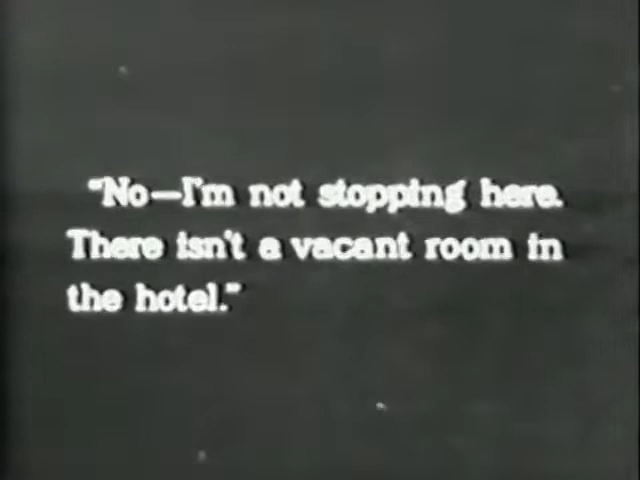 "No—I'm not stopping here.
There isn't a vacant room in
the hotel."